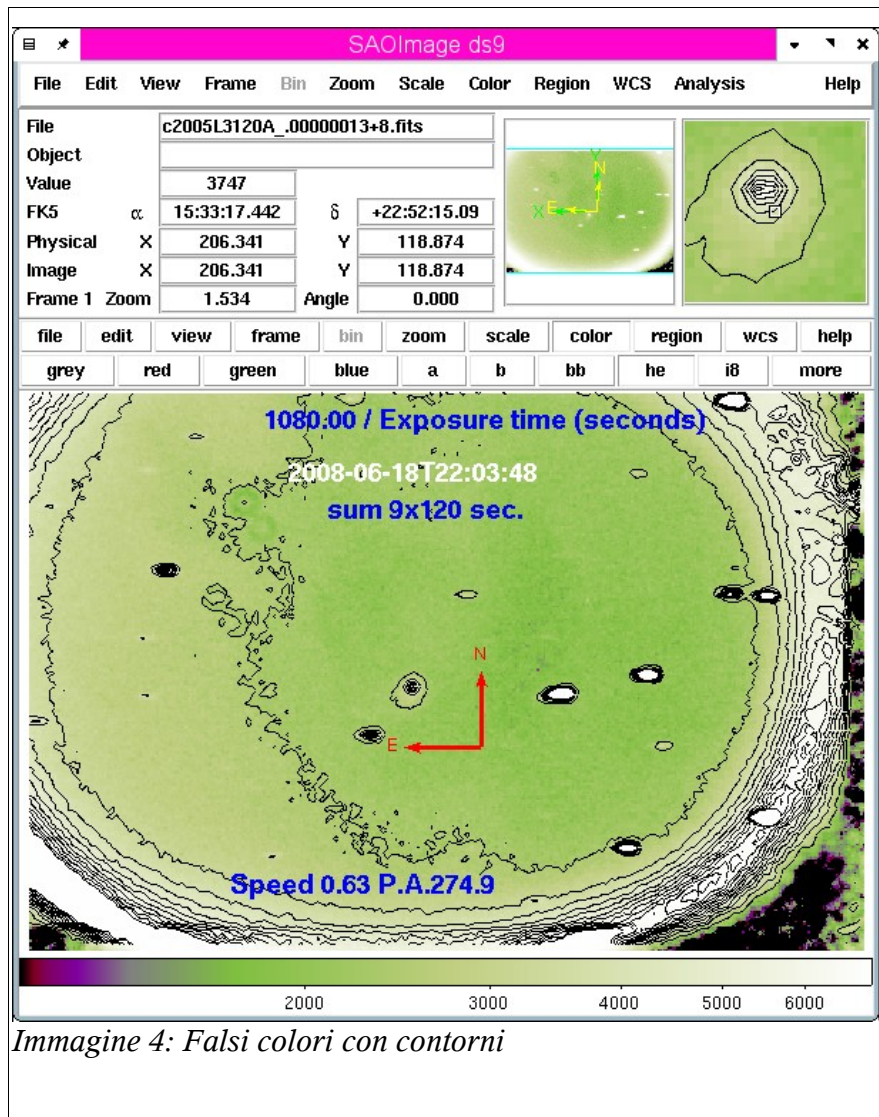 SAOImage ds9
File Edit View Frame Bin Zoom Scale Color Region WCS Analysis Help
File c2005L3120A_.00000013+8.fits
Object
Value 3747
FK5 α 15:33:17.442 δ +22:52:15.09
Physical X 206.341 Y 118.874
Image X 206.341 Y 118.874
Frame 1 Zoom 1.534 Angle 0.000
Y
N
X E
file edit view frame bin zoom scale color region wcs help
grey red green blue a b bb he i8 more
1080.00 / Exposure time (seconds)
2008-06-18T22:03:48
sum 9x120 sec.
N
E
Speed 0.63 P.A.274.9
2000 3000 4000 5000 6000
Immagine 4: Falsi colori con contorni